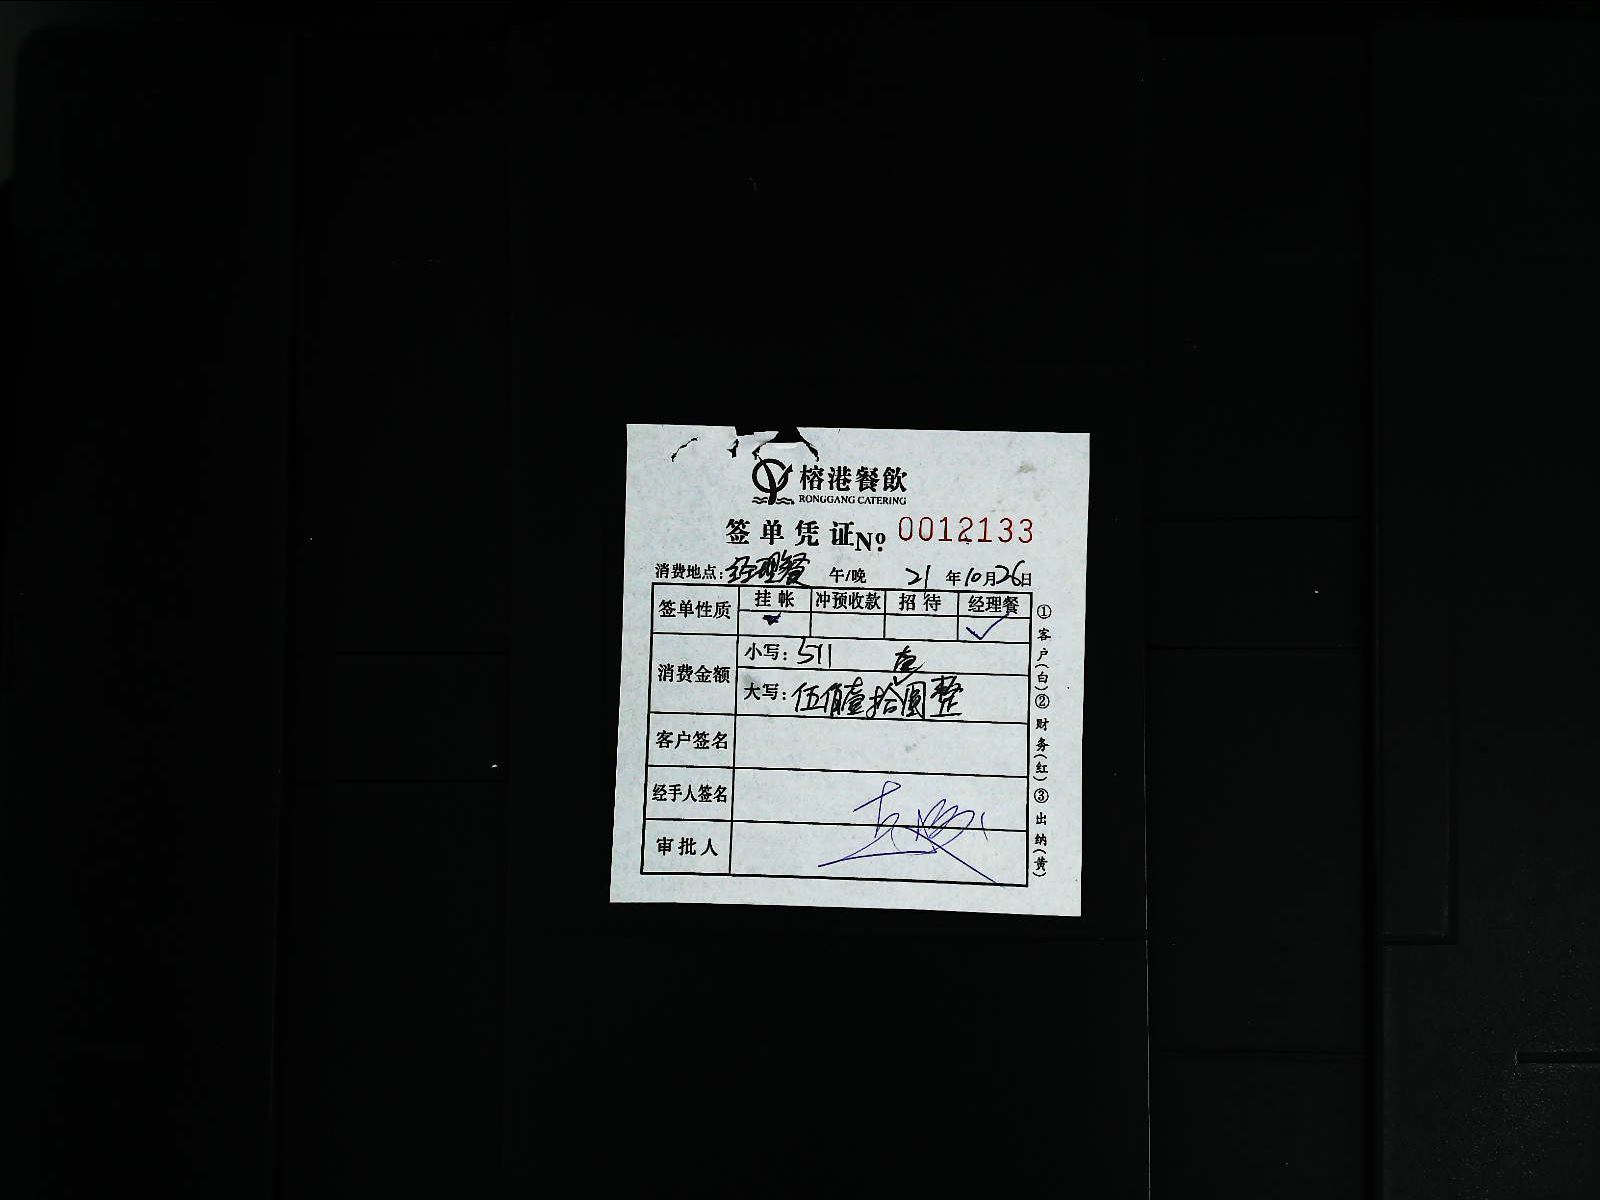 榕港餐飲
RONGGANG CATERING
签单凭证 No 0012133
消费地点：经理餐 午/晚 21年10月26日
签单性质 挂帐 冲预收款 招待 经理餐
消费金额 小写：511
大写：伍佰壹拾壹圆整
客户签名
经手人签名
审批人
①客户(白)②财务(红)③出纳(黄)